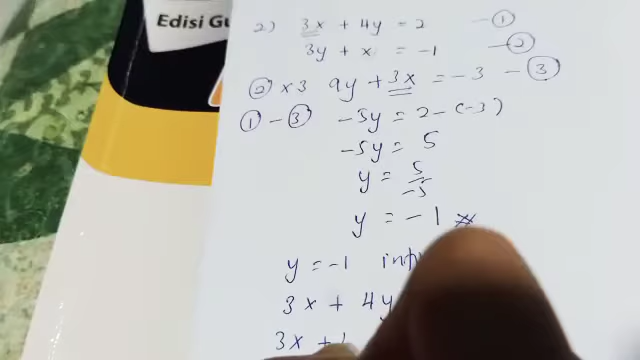 Edisi Gu
2) 3x + 4y = 2 - ①
3y + x = -1 - ②
② × 3 9y + 3x = -3 - ③
① - ③ -5y = 2 - (-3)
-5y = 5
y = 5/-5
y = -1
y = -1
3x + 4y
3x +